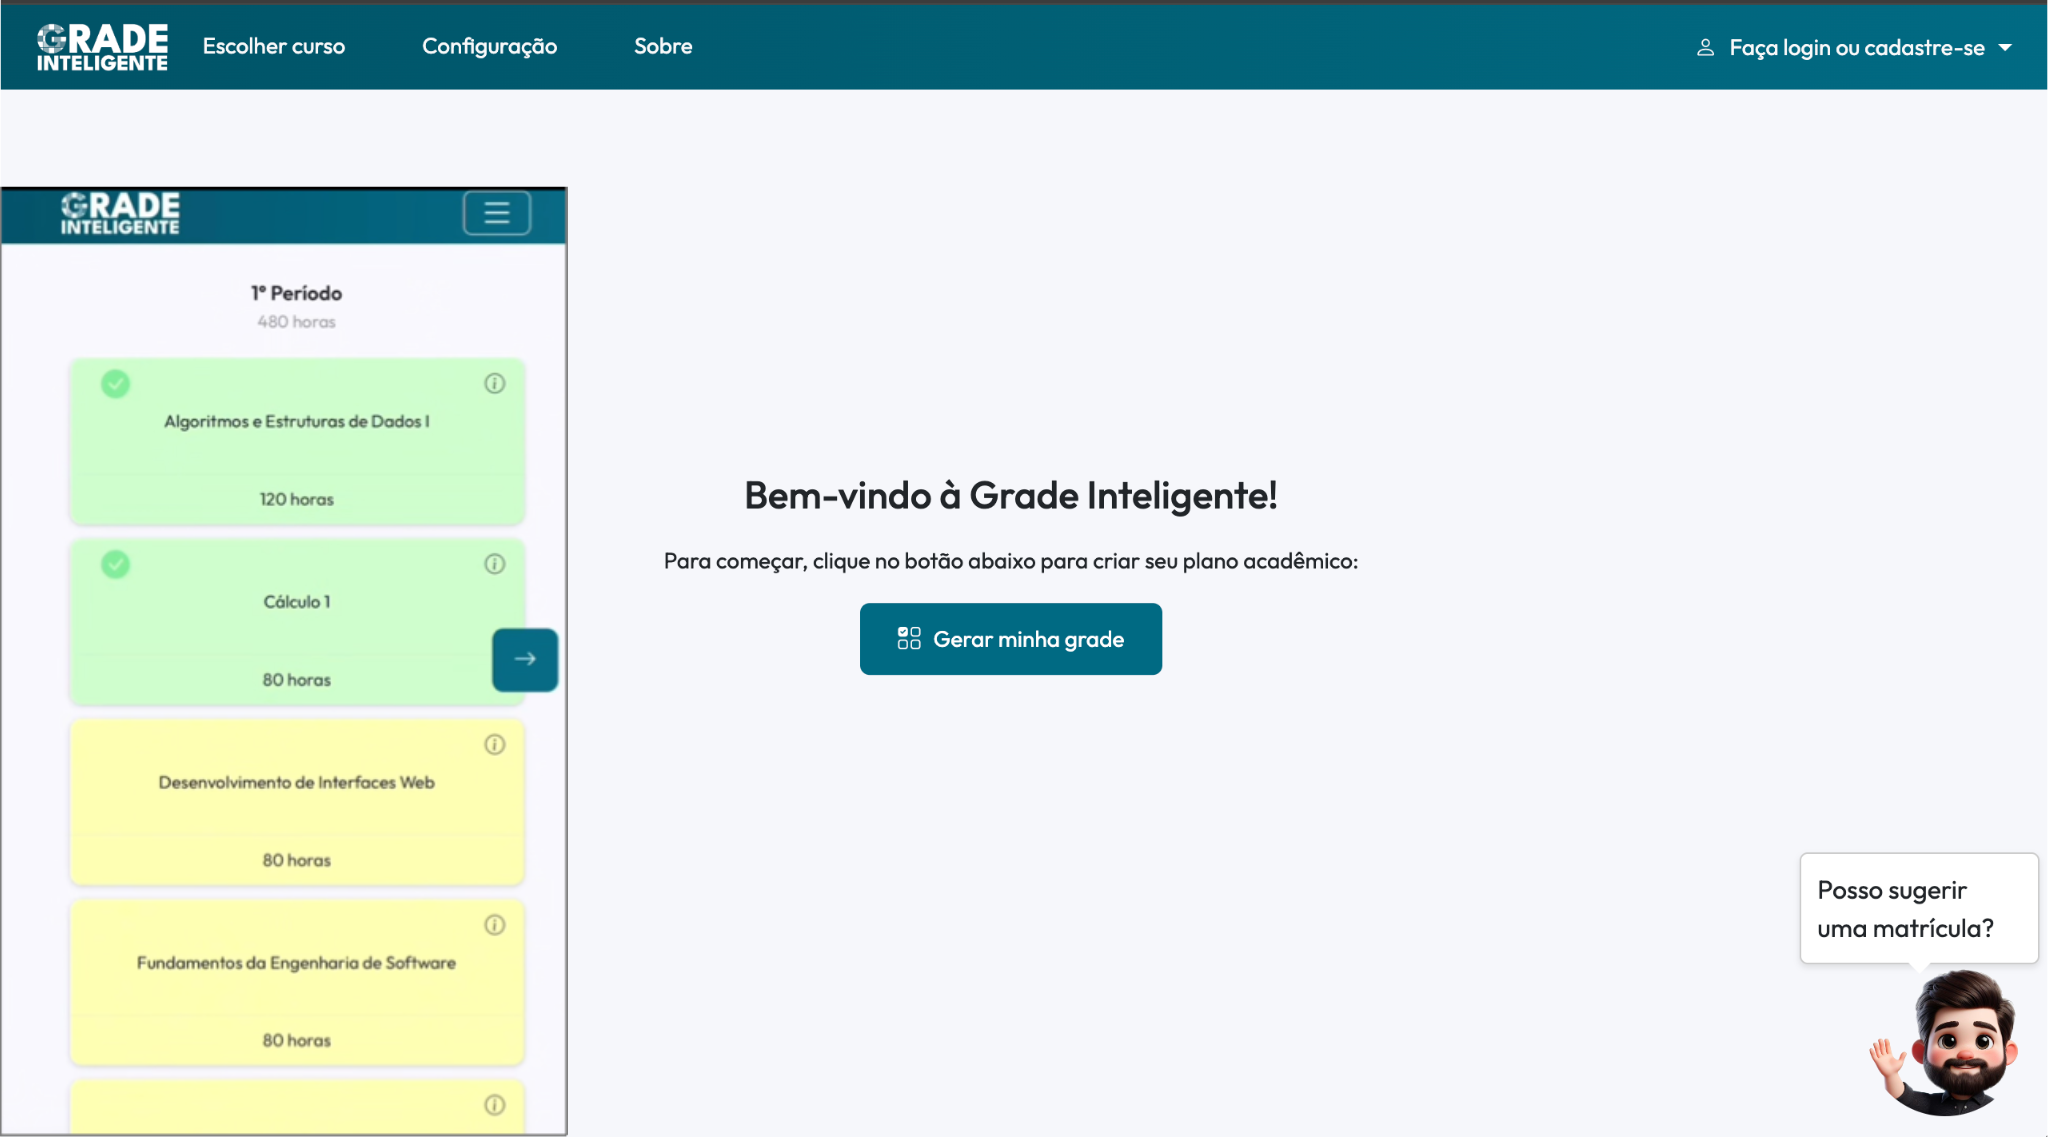 GRADE
INTELIGENTE
Escolher curso
Configuração
Sobre
Faça login ou cadastre-se
GRADE
INTELIGENTE
1º Período
480 horas
Algoritmos e Estruturas de Dados I
120 horas
Cálculo 1
80 horas
Desenvolvimento de Interfaces Web
80 horas
Fundamentos da Engenharia de Software
80 horas
Bem-vindo à Grade Inteligente!
Para começar, clique no botão abaixo para criar seu plano acadêmico:
Gerar minha grade
Posso sugerir
uma matrícula?